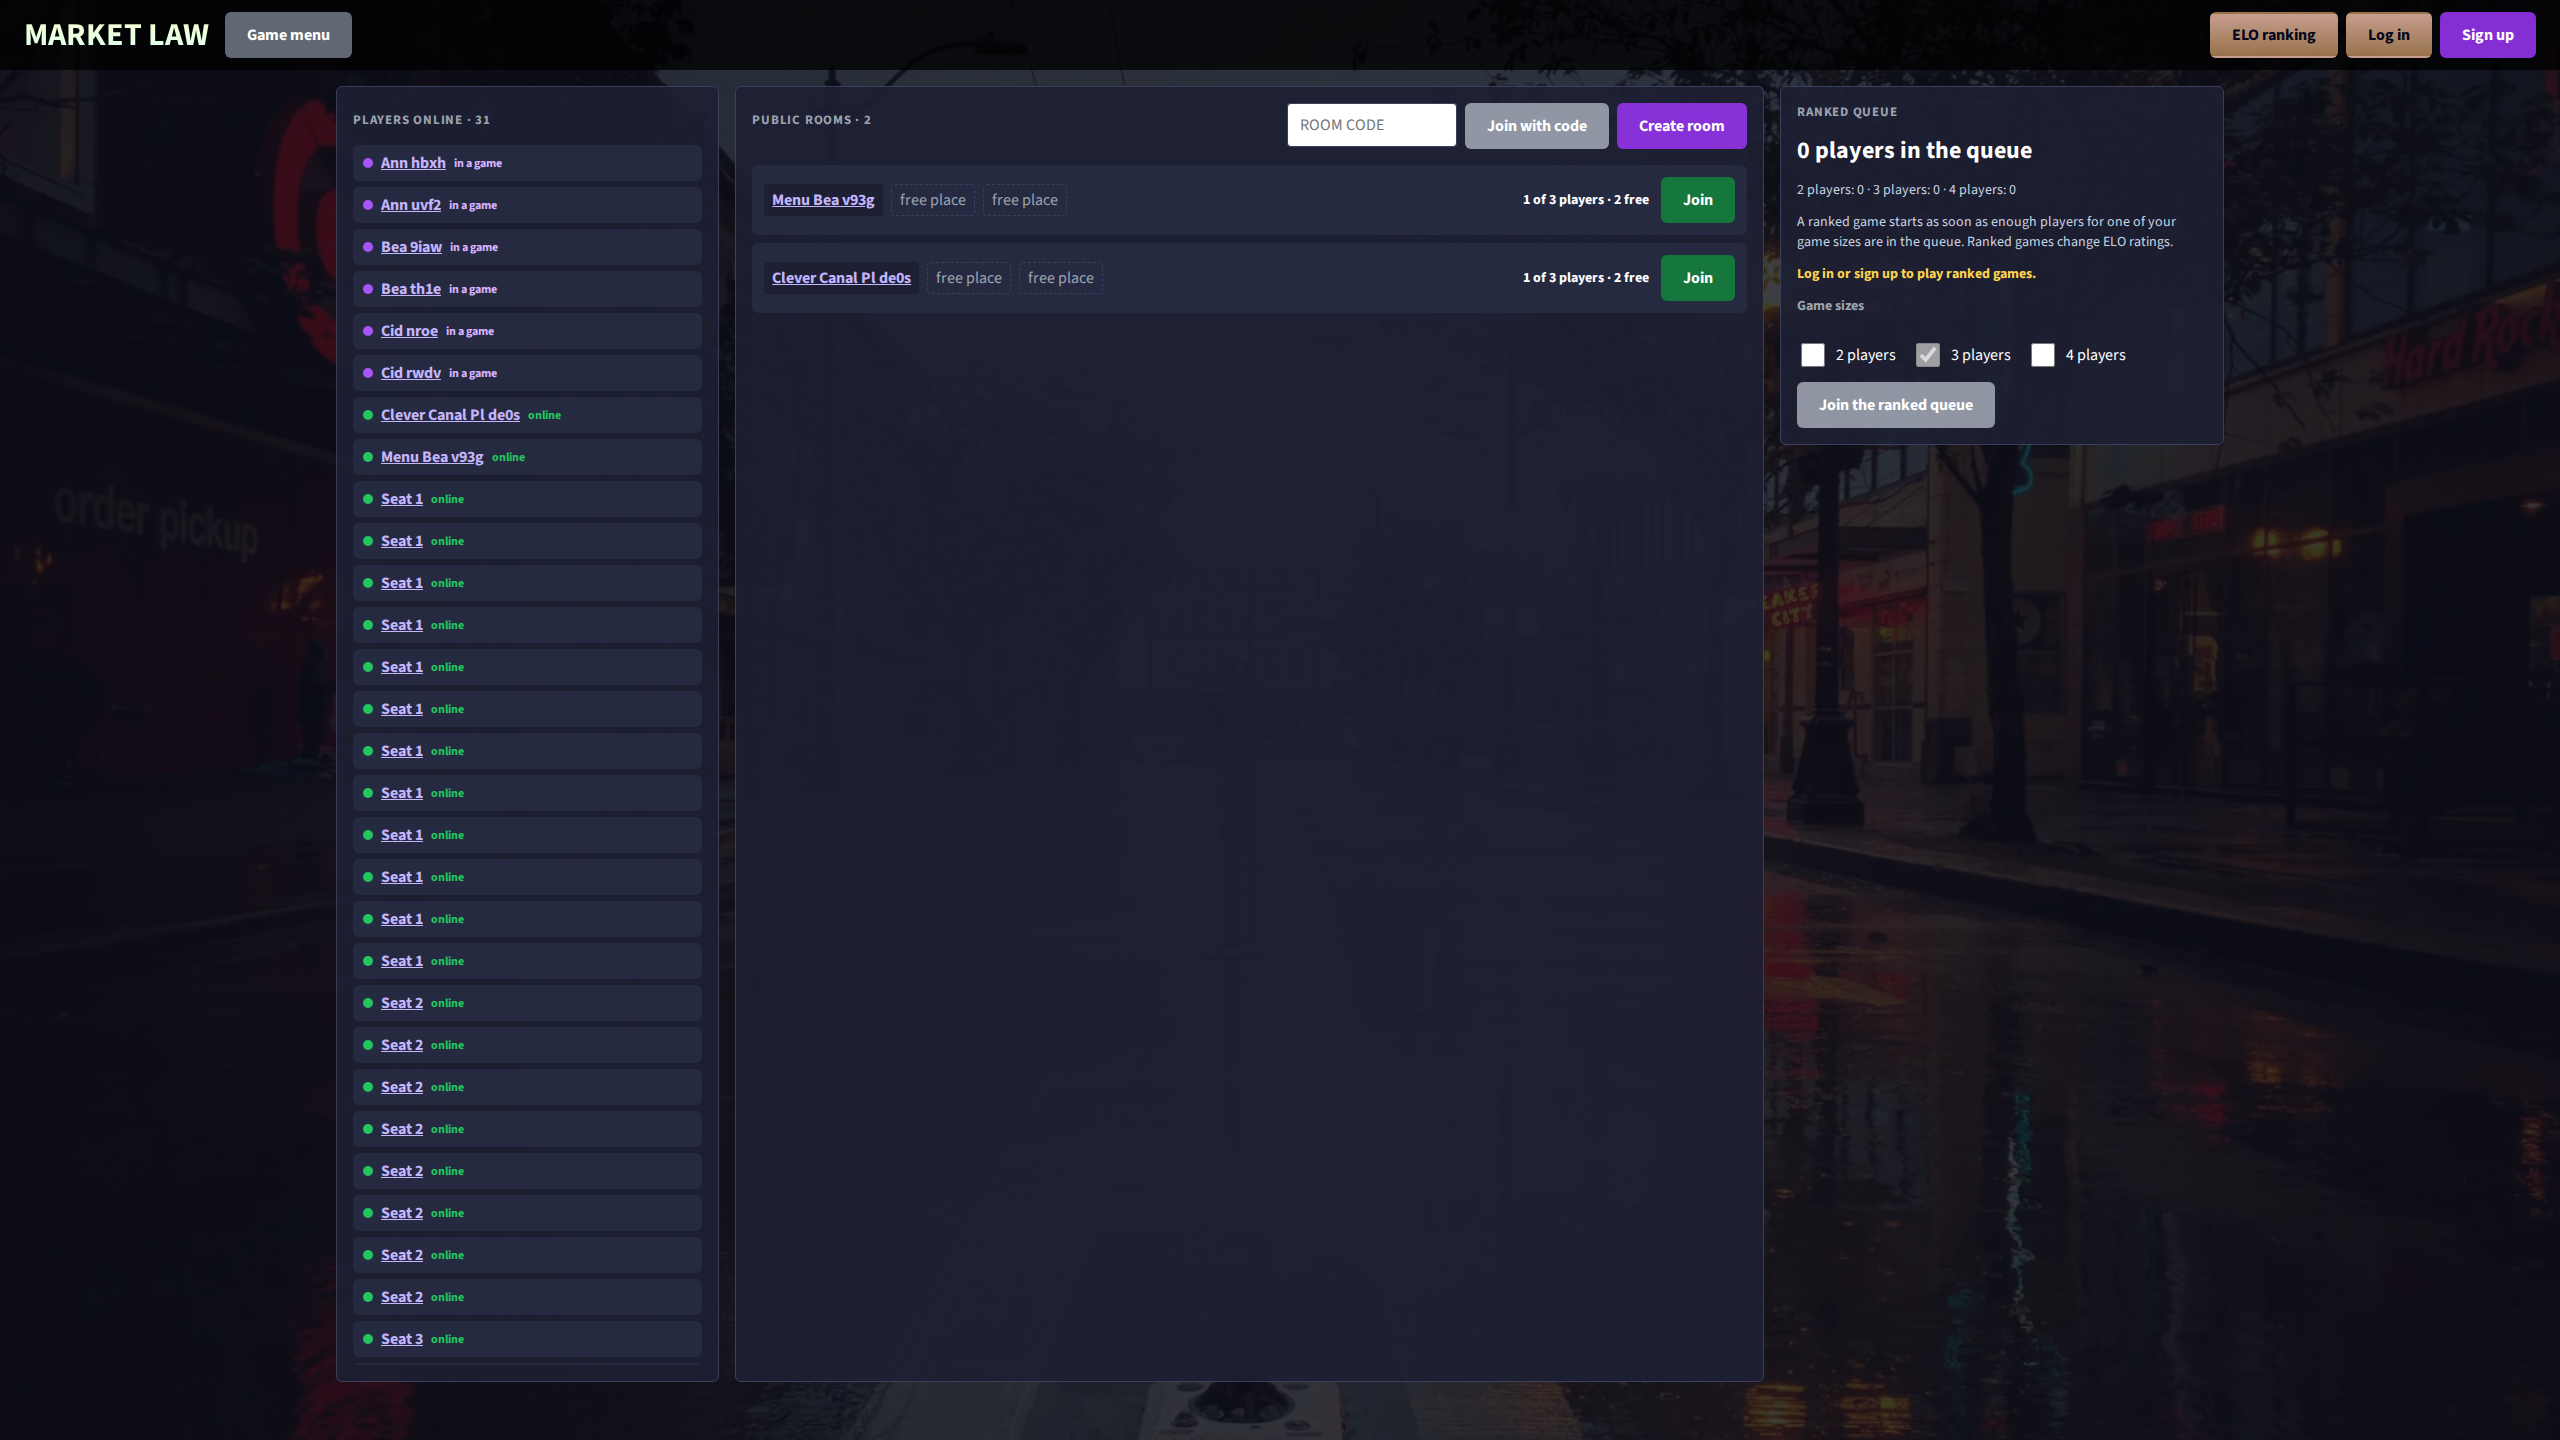 MARKET LAW
Game menu
ELO ranking
Log in
Sign up
PLAYERS ONLINE · 31
Ann hbxh in a game
Ann uvf2 in a game
Bea 9iaw in a game
Bea th1e in a game
Cid nroe in a game
Cid rwdv in a game
Clever Canal Pl de0s online
Menu Bea v93g online
Seat 1 online
Seat 1 online
Seat 1 online
Seat 1 online
Seat 1 online
Seat 1 online
Seat 1 online
Seat 1 online
Seat 1 online
Seat 1 online
Seat 1 online
Seat 1 online
Seat 2 online
Seat 2 online
Seat 2 online
Seat 2 online
Seat 2 online
Seat 2 online
Seat 2 online
Seat 2 online
Seat 3 online
PUBLIC ROOMS · 2
ROOM CODE
Join with code
Create room
Menu Bea v93g free place free place 1 of 3 players · 2 free Join
Clever Canal Pl de0s free place free place 1 of 3 players · 2 free Join
RANKED QUEUE
0 players in the queue
2 players: 0 · 3 players: 0 · 4 players: 0
A ranked game starts as soon as enough players for one of your
game sizes are in the queue. Ranked games change ELO ratings.
Log in or sign up to play ranked games.
Game sizes
2 players 3 players 4 players
Join the ranked queue
order pickup
Hard Rock
CITY